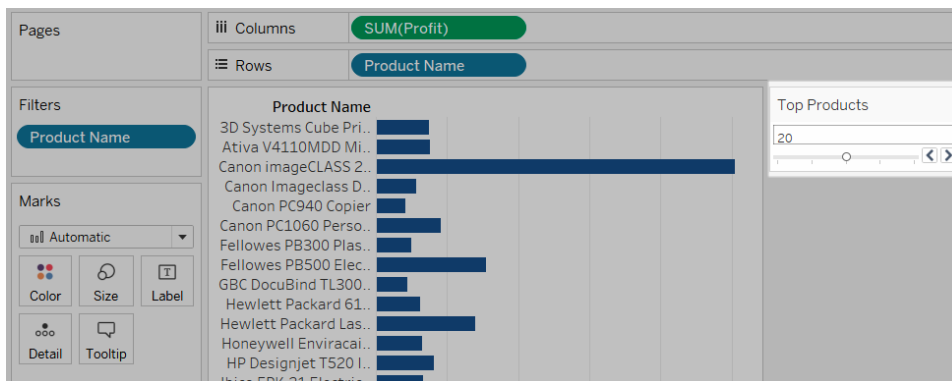 Pages
Columns
SUM(Profit)
Rows
Product Name
Filters
Product Name
Marks
Automatic
Color
Size
T
Label
Detail
Tooltip
Product Name
3D Systems Cube Pri..
Ativa V4110MDD Mi..
Canon imageCLASS 2..
Canon Imageclass D..
Canon PC940 Copier
Canon PC1060 Perso..
Fellowes PB300 Plas..
Fellowes PB500 Elec..
GBC DocuBind TL300..
Hewlett Packard 61..
Hewlett Packard Las..
Honeywell Enviracai..
HP Designjet T520 I..
Top Products
20